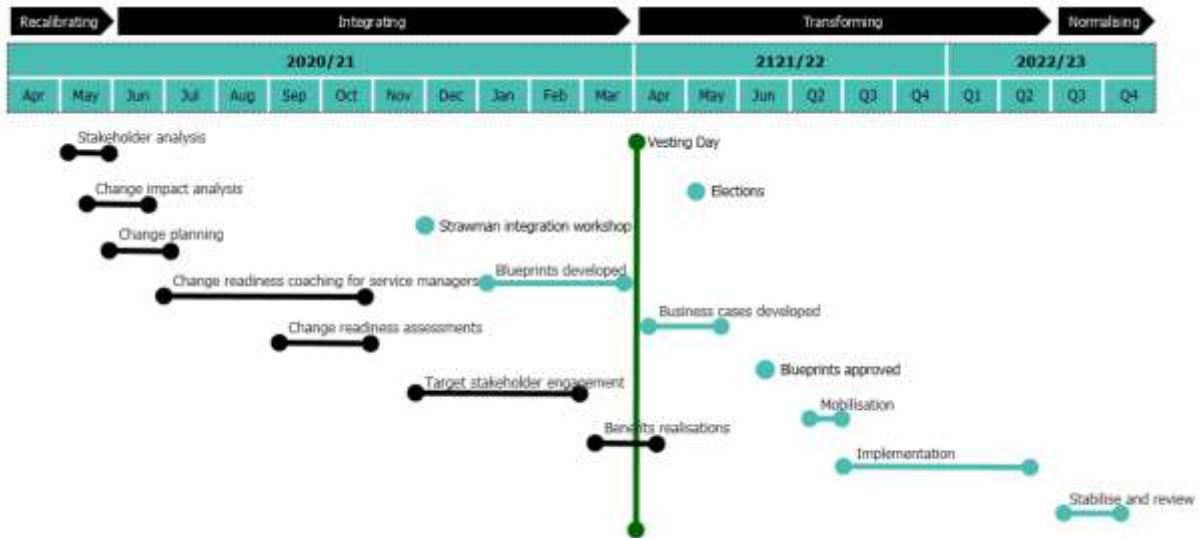 Recalibrating Integrating Transforming Normalising
2020/21 2121/22 2022/23
Apr May Jun Jul Aug Sep Oct Nov Dec Jan Feb Mar Apr May Jun Q2 Q3 Q4 Q1 Q2 Q3 Q4
Stakeholder analysis
Vesting Day
Change impact analysis
Elections
Strawman integration workshop
Change planning
Blueprints developed
Change readiness coaching for service managers
Business cases developed
Change readiness assessments
Blueprints approved
Target stakeholder engagement
Mobilisation
Benefits realisations
Implementation
Stabilise and review